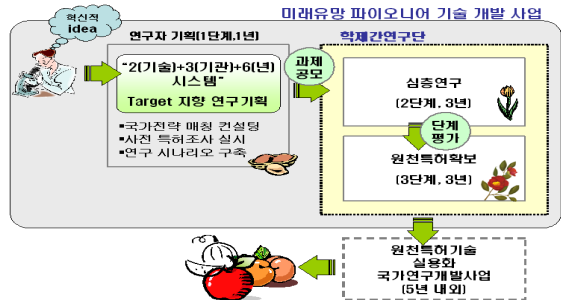 미래유망 파이오니어 기술 개발 사업
혁신적
idea
연구자 기획(1단계,1년)
학제간연구단
"2(기술)+3(기관)+6(년)
시스템"
Target 지향 연구기획
과제
공모
▪국가전략 매칭 컨설팅
▪사전 특허조사 실시
▪연구 시나리오 구축
심층연구
(2단계, 3년)
단계
평가
원천특허확보
(3단계, 3년)
원천특허기술
실용화
국가연구개발사업
(5년 내외)